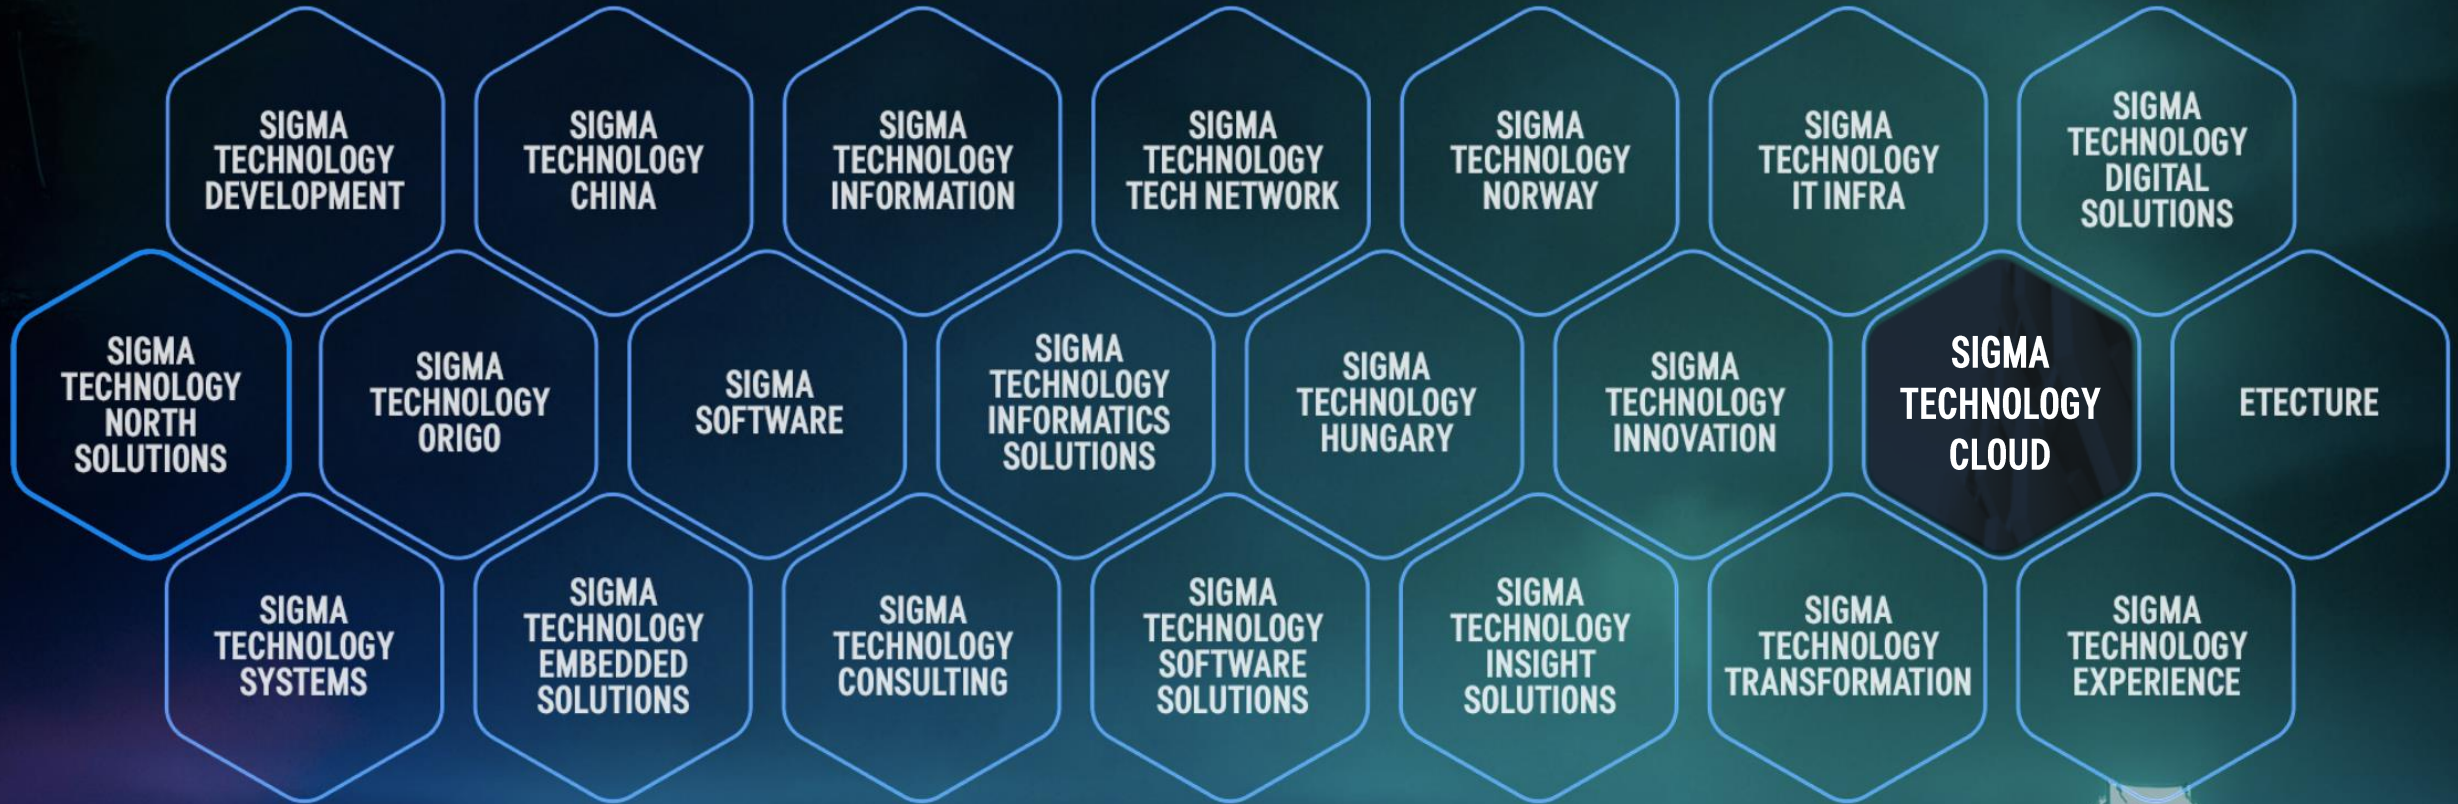 SIGMA
TECHNOLOGY
DEVELOPMENT
SIGMA
TECHNOLOGY
CHINA
SIGMA
TECHNOLOGY
INFORMATION
SIGMA
TECHNOLOGY
TECH NETWORK
SIGMA
TECHNOLOGY
NORWAY
SIGMA
TECHNOLOGY
IT INFRA
SIGMA
TECHNOLOGY
DIGITAL
SOLUTIONS
SIGMA
TECHNOLOGY
NORTH
SOLUTIONS
SIGMA
TECHNOLOGY
ORIGO
SIGMA
SOFTWARE
SIGMA
TECHNOLOGY
INFORMATICS
SOLUTIONS
SIGMA
TECHNOLOGY
HUNGARY
SIGMA
TECHNOLOGY
INNOVATION
SIGMA
TECHNOLOGY
CLOUD
ETECTURE
SIGMA
TECHNOLOGY
SYSTEMS
SIGMA
TECHNOLOGY
EMBEDDED
SOLUTIONS
SIGMA
TECHNOLOGY
CONSULTING
SIGMA
TECHNOLOGY
SOFTWARE
SOLUTIONS
SIGMA
TECHNOLOGY
INSIGHT
SOLUTIONS
SIGMA
TECHNOLOGY
TRANSFORMATION
SIGMA
TECHNOLOGY
EXPERIENCE